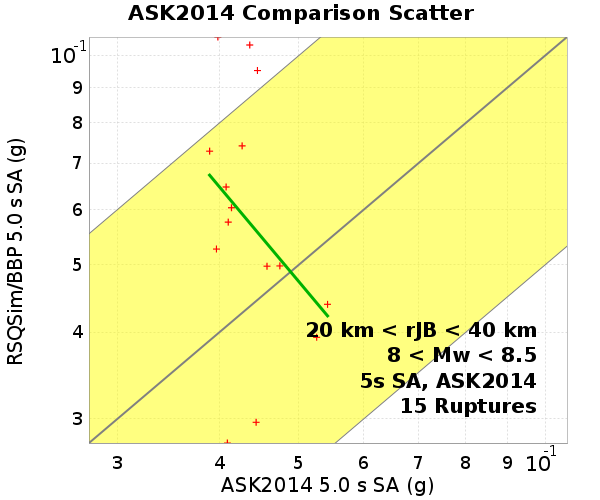 ASK2014 Comparison Scatter
RSQSim/BBP 5.0 s SA (g)
10-1
9
8
7
6
5
4
3
20 km < rJB < 40 km
8 < Mw < 8.5
5s SA, ASK2014
15 Ruptures
3 4 5 6 7 8 9 10-1
ASK2014 5.0 s SA (g)